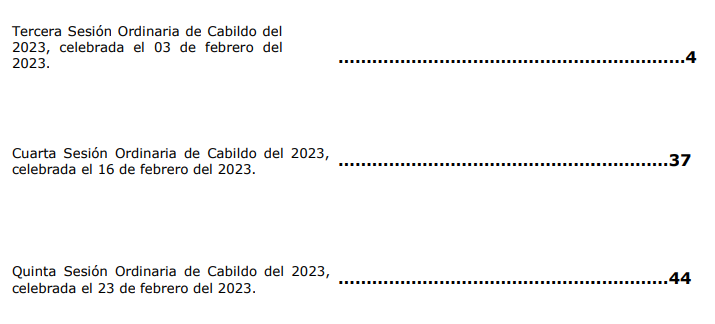 Tercera Sesión Ordinaria de Cabildo del
2023, celebrada el 03 de febrero del
2023.
..............................................................4
Cuarta Sesión Ordinaria de Cabildo del 2023,
celebrada el 16 de febrero del 2023.
...........................................................37
Quinta Sesión Ordinaria de Cabildo del 2023,
celebrada el 23 de febrero del 2023.
...........................................................44